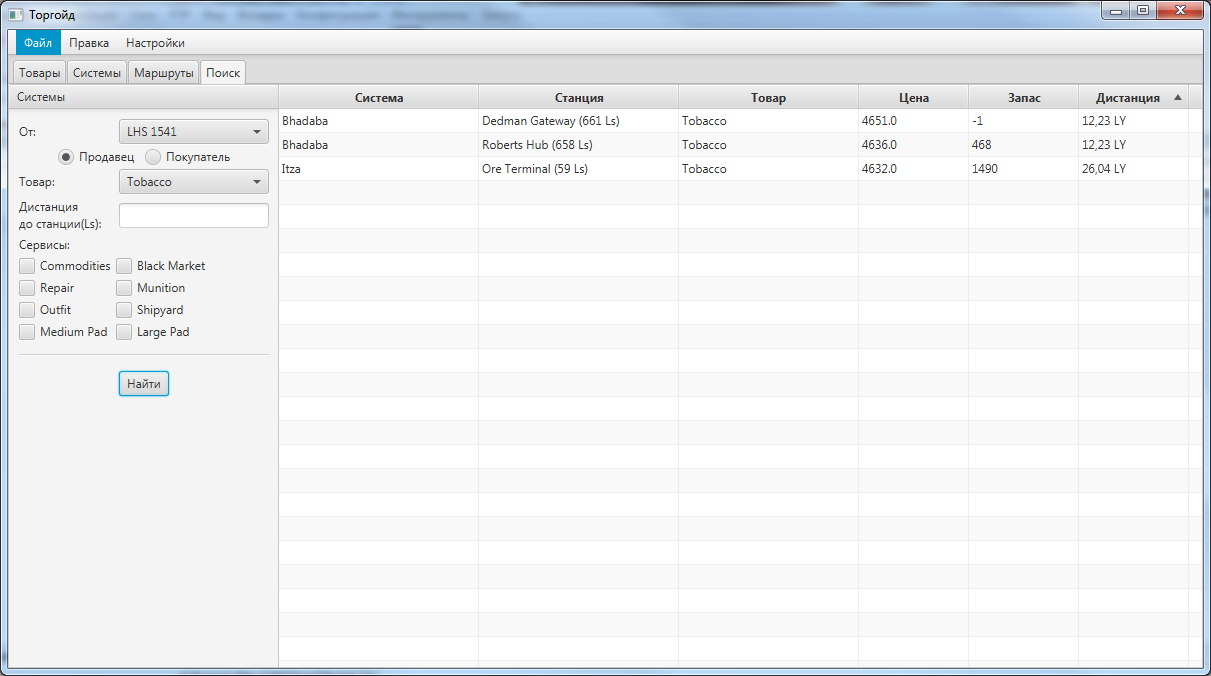 Торгойд
Файл Правка Настройки
Товары Системы Маршруты Поиск
Системы
От: LHS 1541
Продавец Покупатель
Товар: Tobacco
Дистанция
до станции(Ls):
Сервисы:
Commodities Black Market
Repair Munition
Outfit Shipyard
Medium Pad Large Pad
Найти
Система Станция Товар Цена Запас Дистанция
Bhadaba Dedman Gateway (661 Ls) Tobacco 4651.0 -1 12,23 LY
Bhadaba Roberts Hub (658 Ls) Tobacco 4636.0 468 12,23 LY
Itza Ore Terminal (59 Ls) Tobacco 4632.0 1490 26,04 LY